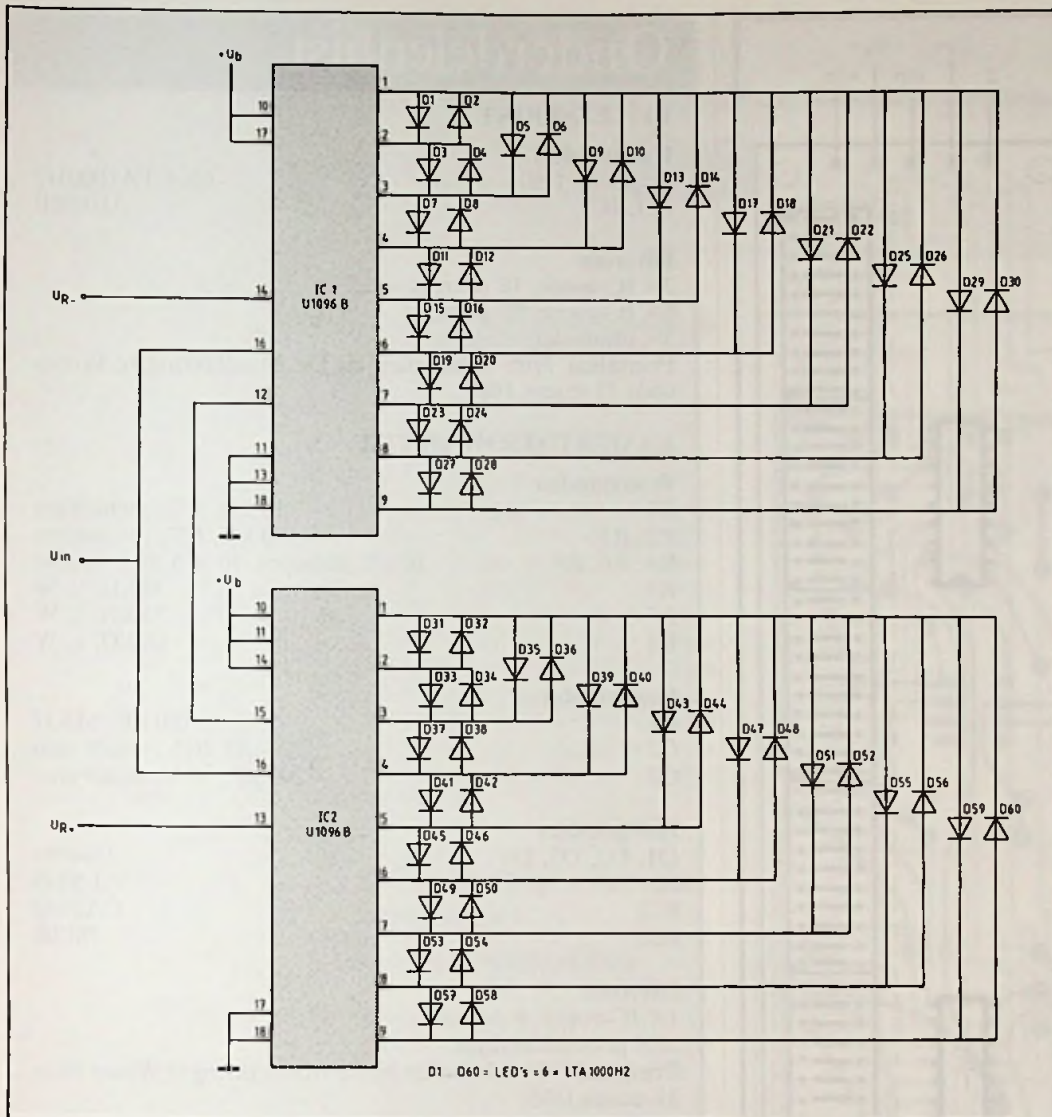 +Ub
10
17
IC 1
U1096 B
14
UR-
16
12
11
13
18
Uin
1
2
3
4
5
6
7
8
9
D1 D2
D5 D6
D3 D4
D9 D10
D7 D8
D13 D14
D11 D12
D17 D18
D15 D16
D21 D22
D19 D20
D25 D26
D23 D24
D29 D30
D27 D28
+Ub
10
11
14
15
16
UR+
13
IC2
U1096 B
17
18
1
2
3
4
5
6
7
8
9
D31 D32
D35 D36
D33 D34
D39 D40
D37 D38
D43 D44
D41 D42
D47 D48
D45 D46
D51 D52
D49 D50
D55 D56
D53 D54
D59 D60
D57 D58
D1 D60 = LED's = 6 × LTA1000H2